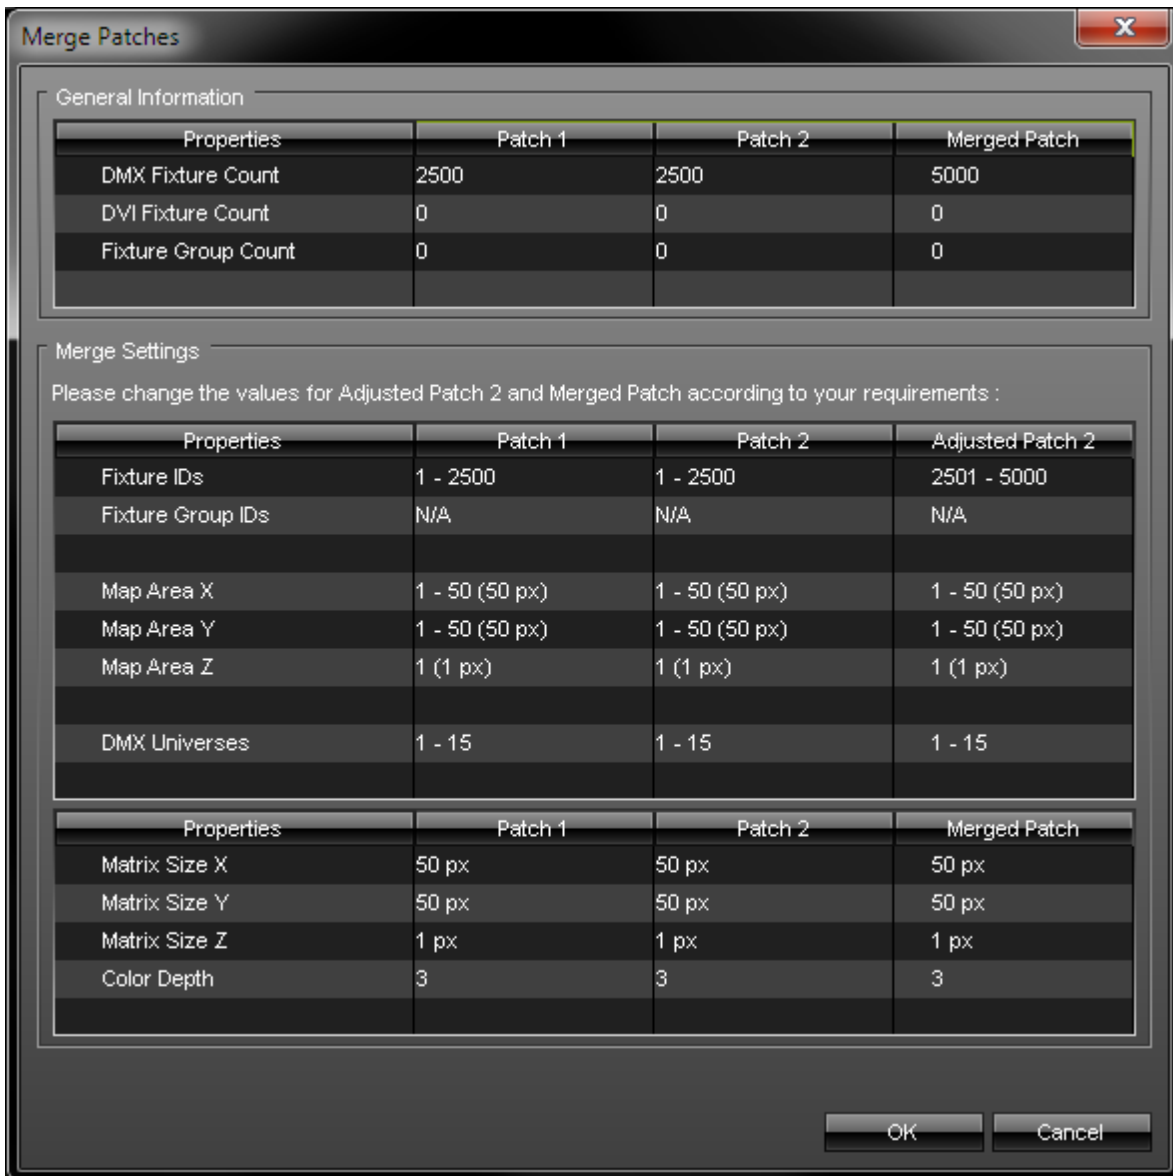 Merge Patches
General Information
Properties Patch 1 Patch 2 Merged Patch
DMX Fixture Count 2500 2500 5000
DVI Fixture Count 0 0 0
Fixture Group Count 0 0 0
Merge Settings
Please change the values for Adjusted Patch 2 and Merged Patch according to your requirements :
Properties Patch 1 Patch 2 Adjusted Patch 2
Fixture IDs 1 - 2500 1 - 2500 2501 - 5000
Fixture Group IDs N/A N/A N/A
Map Area X 1 - 50 (50 px) 1 - 50 (50 px) 1 - 50 (50 px)
Map Area Y 1 - 50 (50 px) 1 - 50 (50 px) 1 - 50 (50 px)
Map Area Z 1 (1 px) 1 (1 px) 1 (1 px)
DMX Universes 1 - 15 1 - 15 1 - 15
Properties Patch 1 Patch 2 Merged Patch
Matrix Size X 50 px 50 px 50 px
Matrix Size Y 50 px 50 px 50 px
Matrix Size Z 1 px 1 px 1 px
Color Depth 3 3 3
OK Cancel